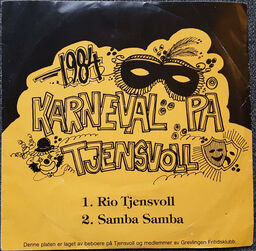 1984
KARNEVAL PÅ
TJENSVOLL
1. Rio Tjensvoll
2. Samba Samba
Denne platen er laget av beboere på Tjensvoll og medlemmer av Grevlingen Fritidsklubb.